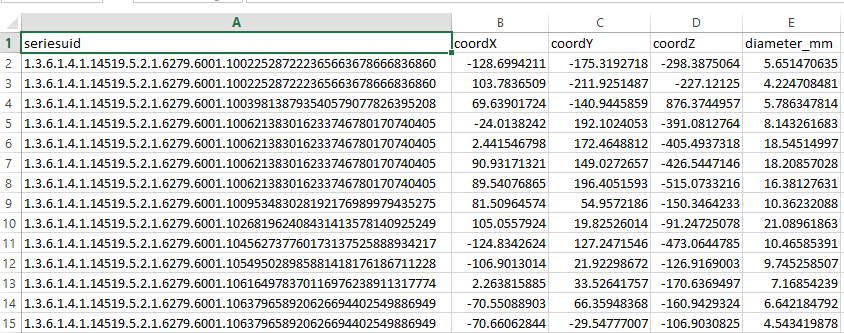 A B C D E
1 seriesuid coordX coordY coordZ diameter_mm
2 1.3.6.1.4.1.14519.5.2.1.6279.6001.100225287222365663678666836860 -128.6994211 -175.3192718 -298.3875064 5.651470635
3 1.3.6.1.4.1.14519.5.2.1.6279.6001.100225287222365663678666836860 103.7836509 -211.9251487 -227.12125 4.224708481
4 1.3.6.1.4.1.14519.5.2.1.6279.6001.100398138793540579077826395208 69.63901724 -140.9445859 876.3744957 5.786347814
5 1.3.6.1.4.1.14519.5.2.1.6279.6001.100621383016233746780170740405 -24.0138242 192.1024053 -391.0812764 8.143261683
6 1.3.6.1.4.1.14519.5.2.1.6279.6001.100621383016233746780170740405 2.441546798 172.4648812 -405.4937318 18.54514997
7 1.3.6.1.4.1.14519.5.2.1.6279.6001.100621383016233746780170740405 90.93171321 149.0272657 -426.5447146 18.20857028
8 1.3.6.1.4.1.14519.5.2.1.6279.6001.100621383016233746780170740405 89.54076865 196.4051593 -515.0733216 16.38127631
9 1.3.6.1.4.1.14519.5.2.1.6279.6001.100953483028192176989979435275 81.50964574 54.9572186 -150.3464233 10.36232088
10 1.3.6.1.4.1.14519.5.2.1.6279.6001.102681962408431413578140925249 105.0557924 19.82526014 -91.24725078 21.08961863
11 1.3.6.1.4.1.14519.5.2.1.6279.6001.104562737760173137525888934217 -124.8342624 127.2471546 -473.0644785 10.46585391
12 1.3.6.1.4.1.14519.5.2.1.6279.6001.105495028985881418176186711228 -106.9013014 21.92298672 -126.9169003 9.745258507
13 1.3.6.1.4.1.14519.5.2.1.6279.6001.106164978370116976238911317774 2.263815885 33.52641757 -170.6369497 7.16854239
14 1.3.6.1.4.1.14519.5.2.1.6279.6001.106379658920626694402549886949 -70.55088903 66.35948368 -160.9429324 6.642184792
15 1.3.6.1.4.1.14519.5.2.1.6279.6001.106379658920626694402549886949 -70.66062844 -29.54777007 -106.9030825 4.543419878